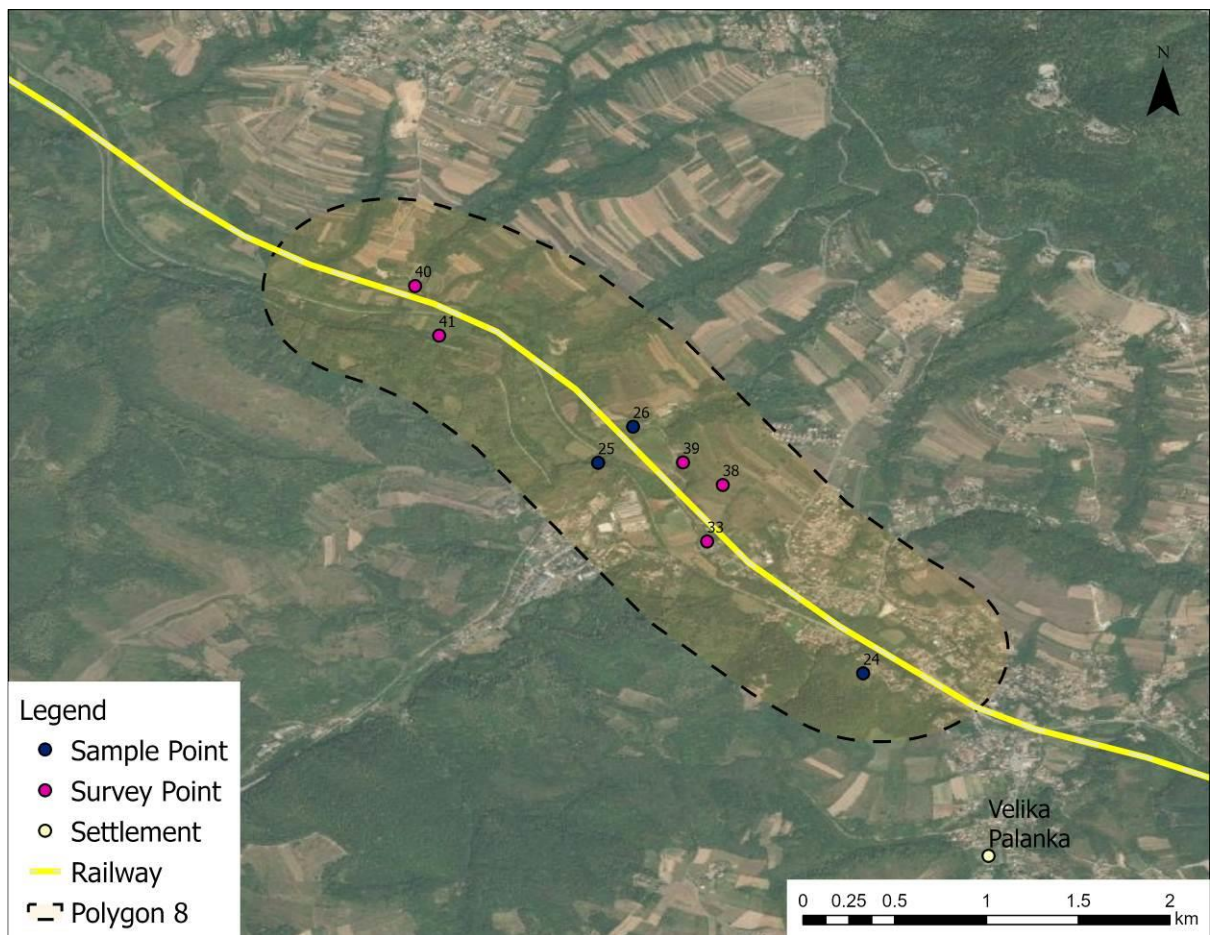 N
40
41
26
25
39
38
33
24
Velika
Palanka
Legend
Sample Point
Survey Point
Settlement
Railway
Polygon 8
0 0.25 0.5 1 1.5 2
km